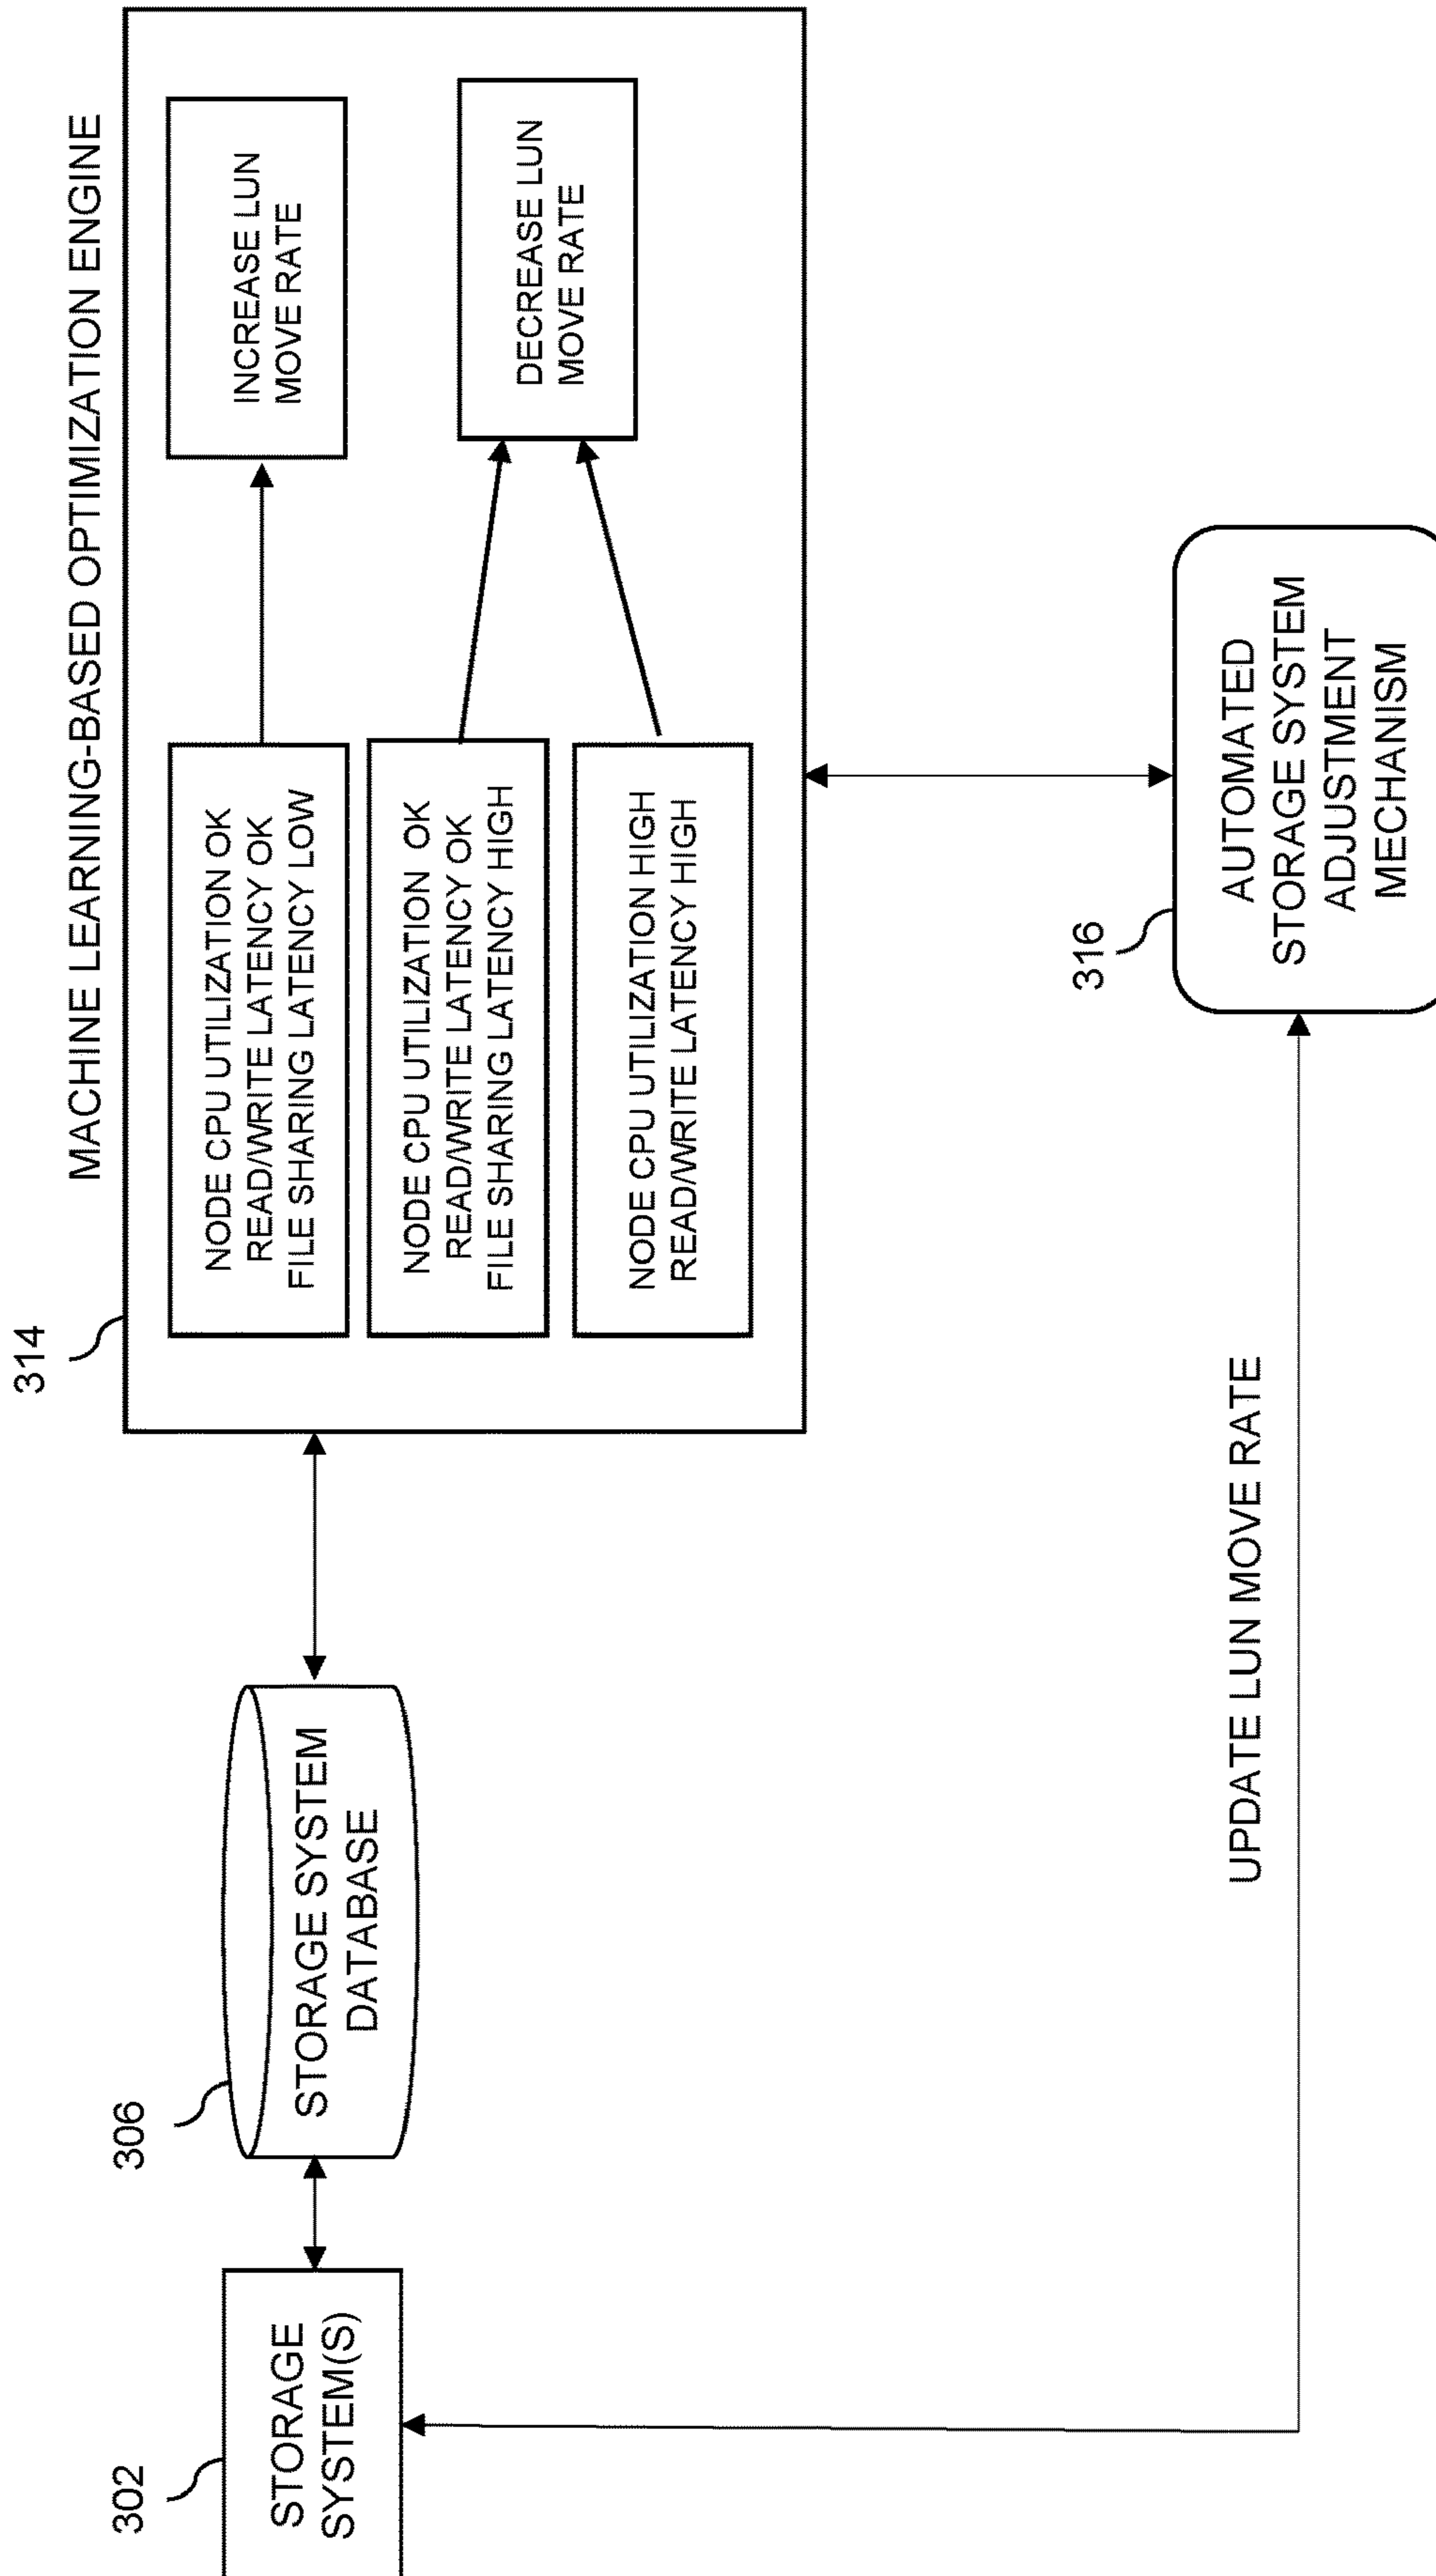 302
STORAGE
SYSTEM(S)
306
STORAGE SYSTEM
DATABASE
314
MACHINE LEARNING-BASED OPTIMIZATION ENGINE
NODE CPU UTILIZATION OK
READ/WRITE LATENCY OK
FILE SHARING LATENCY LOW
INCREASE LUN
MOVE RATE
NODE CPU UTILIZATION OK
READ/WRITE LATENCY OK
FILE SHARING LATENCY HIGH
NODE CPU UTILIZATION HIGH
READ/WRITE LATENCY HIGH
DECREASE LUN
MOVE RATE
316
AUTOMATED
STORAGE SYSTEM
ADJUSTMENT
MECHANISM
UPDATE LUN MOVE RATE